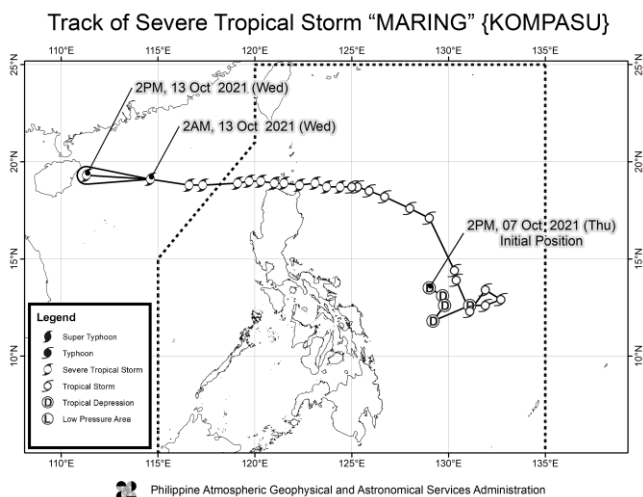 Track of Severe Tropical Storm “MARING” {KOMPASU}
110°E 115°E 120°E 125°E 130°E 135°E
25°N 25°N
2PM, 13 Oct 2021 (Wed)
2AM, 13 Oct 2021 (Wed)
20°N 20°N
2PM, 07 Oct 2021 (Thu)
Initial Position
15°N 15°N
D
D
D
D
D
Legend
Super Typhoon
Typhoon
Severe Tropical Storm
Tropical Storm
D Tropical Depression
L Low Pressure Area
10°N 10°N
110°E 115°E 120°E 125°E 130°E 135°E
Philippine Atmospheric Geophysical and Astronomical Services Administration